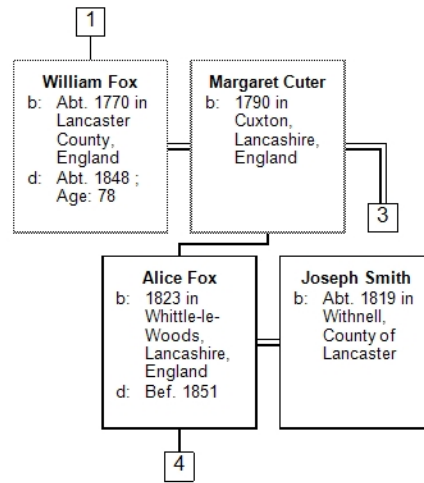 1
William Fox
b: Abt. 1770 in
Lancaster
County,
England
d: Abt. 1848 ;
Age: 78
Margaret Cuter
b: 1790 in
Cuxton,
Lancashire,
England
3
Alice Fox
b: 1823 in
Whittle-le-
Woods,
Lancashire,
England
d: Bef. 1851
Joseph Smith
b: Abt. 1819 in
Withnell,
County of
Lancaster
4